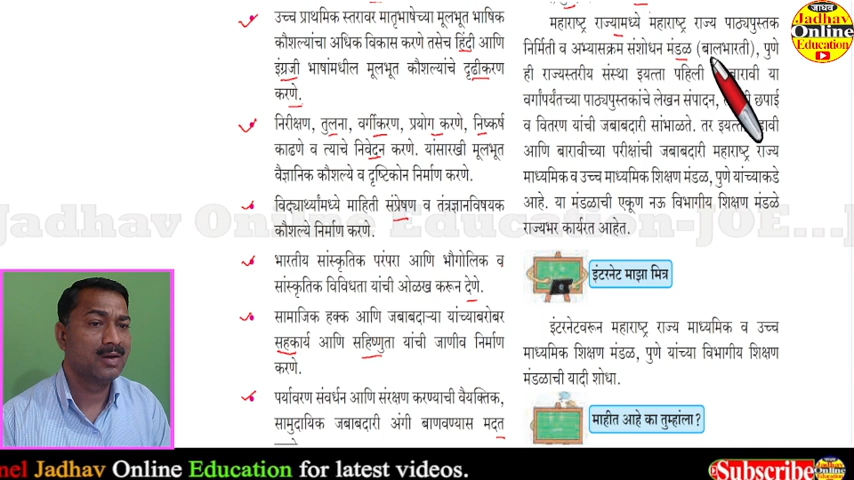 उच्च प्राथमिक स्तरावर मातृभाषेच्या मूलभूत भाषिक
कौशल्यांचा अधिक विकास करणे तसेच हिंदी आणि
इंग्रजी भाषांमधील मूलभूत कौशल्यांचे दृढीकरण
करणे.
निरीक्षण, तुलना, वर्गीकरण, प्रयोग करणे, निष्कर्ष
काढणे व त्याचे निवेदन करणे. यांसारखी मूलभूत
वैज्ञानिक कौशल्ये व दृष्टिकोन निर्माण करणे.
विद्यार्थ्यांमध्ये माहिती संप्रेषण व तंत्रज्ञानविषयक
कौशल्ये निर्माण करणे.
भारतीय सांस्कृतिक परंपरा आणि भौगोलिक व
सांस्कृतिक विविधता यांची ओळख करून देणे.
सामाजिक हक्क आणि जबाबदाऱ्या यांच्याबरोबर
सहकार्य आणि सहिष्णुता यांची जाणीव निर्माण
करणे.
पर्यावरण संवर्धन आणि संरक्षण करण्याची वैयक्तिक,
सामुदायिक जबाबदारी अंगी बाणवण्यास मदत
महाराष्ट्र राज्यामध्ये महाराष्ट्र राज्य पाठ्यपुस्तक
निर्मिती व अभ्यासक्रम संशोधन मंडळ (बालभारती), पुणे
ही राज्यस्तरीय संस्था इयत्ता पहिली या
वर्गांपर्यंतच्या पाठ्यपुस्तकांचे लेखन संपादन, छपाई
व वितरण यांची जबाबदारी सांभाळते. तर
आणि बारावीच्या परीक्षांची जबाबदारी महाराष्ट्र राज्य
माध्यमिक व उच्च माध्यमिक शिक्षण मंडळ, पुणे यांच्याकडे
आहे. या मंडळाची एकूण नऊ विभागीय शिक्षण मंडळे
राज्यभर कार्यरत आहेत.
इंटरनेट माझा मित्र
इंटरनेटवरून महाराष्ट्र राज्य माध्यमिक व उच्च
माध्यमिक शिक्षण मंडळ, पुणे यांच्या विभागीय शिक्षण
मंडळाची यादी शोधा.
माहीत आहे का तुम्हांला?
जाधव
Jadhav
Online
Education
Jadhav Online Education-JOE...
nel Jadhav Online Education for latest videos.
Subscribe